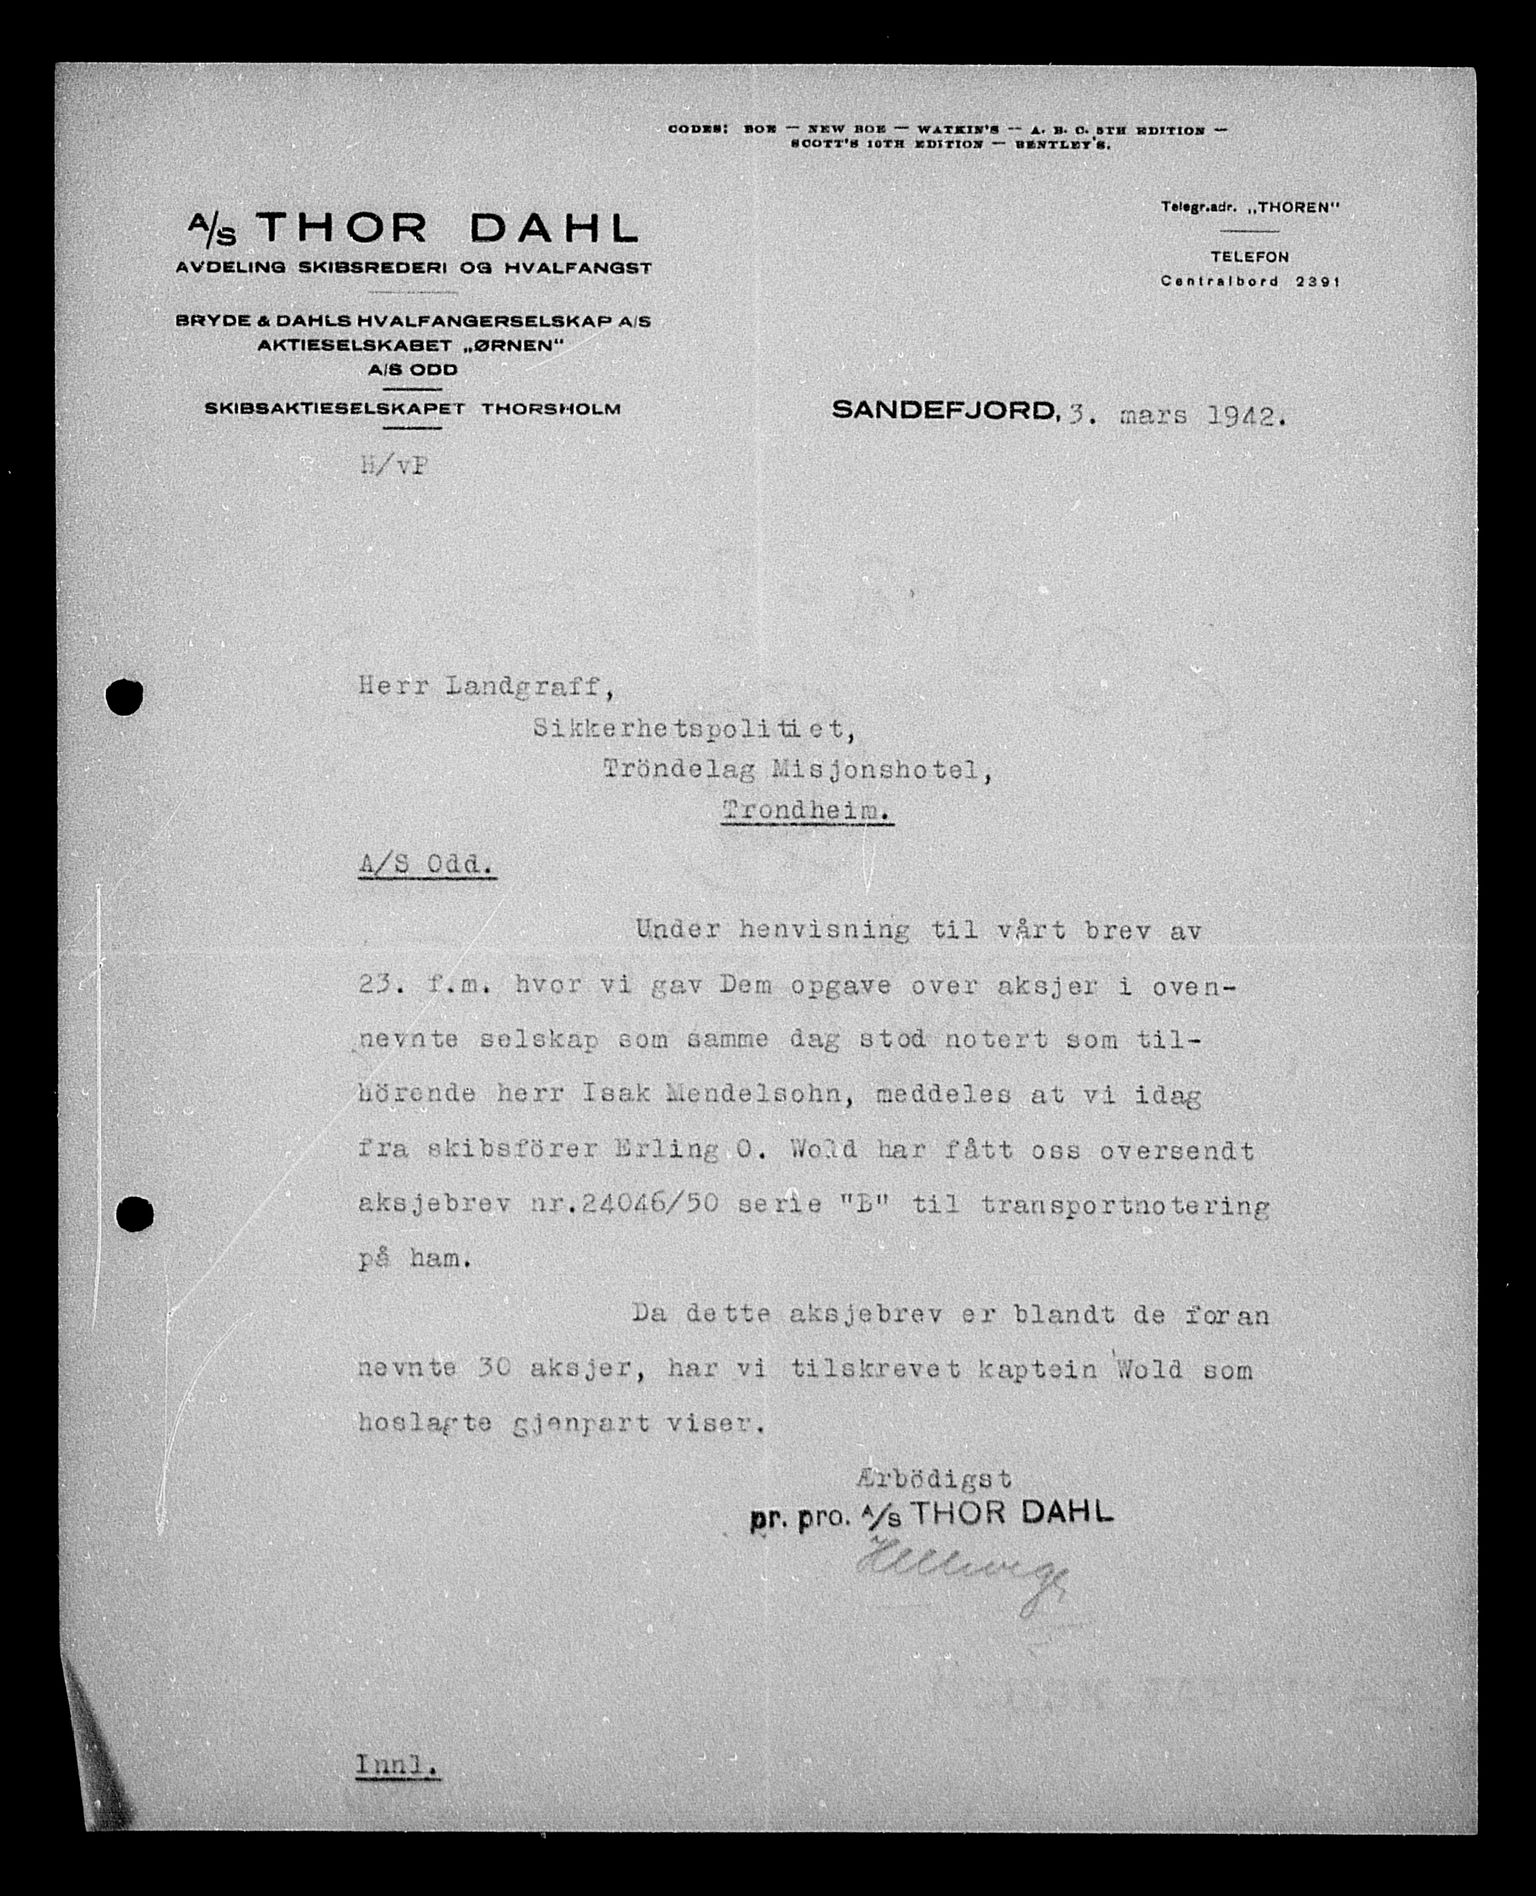 CODES: BOE — NEW BOE — WATKIN'S — A. B. C. 5TH EDITION —
SCOTT'S 10TH EDITION — BENTLEY'S.
A/S THOR DAHL
AVDELING SKIBSREDERI OG HVALFANGST
BRYDE & DAHLS HVALFANGERSELSKAP A/S
AKTIESELSKABET „ØRNEN"
A/S ODD
SKIBSAKTIESELSKAPET THORSHOLM
Telegr.adr. „THOREN"
TELEFON
Centralbord 2391
SANDEFJORD, 3. mars 1942.
H/vP
Herr Landgraff,
Sikkerhetspolitiet,
Tröndelag Misjonshotel,
Trondheim.
A/S Odd.
Under henvisning til vårt brev av
23. f.m. hvor vi gav Dem opgave over aksjer i oven-
nevnte selskap som samme dag stod notert som til-
hörende herr Isak Mendelsohn, meddeles at vi idag
fra skibsförer Erling O. Wold har fått oss oversendt
aksjebrev nr.24046/50 serie "B" til transportnotering
på ham.
Da dette aksjebrev er blandt de foran
nevnte 30 aksjer, har vi tilskrevet kaptein Wold som
hoslagte gjenpart viser.
Ærbödigst
pr. pro. A/S THOR DAHL
Innl.